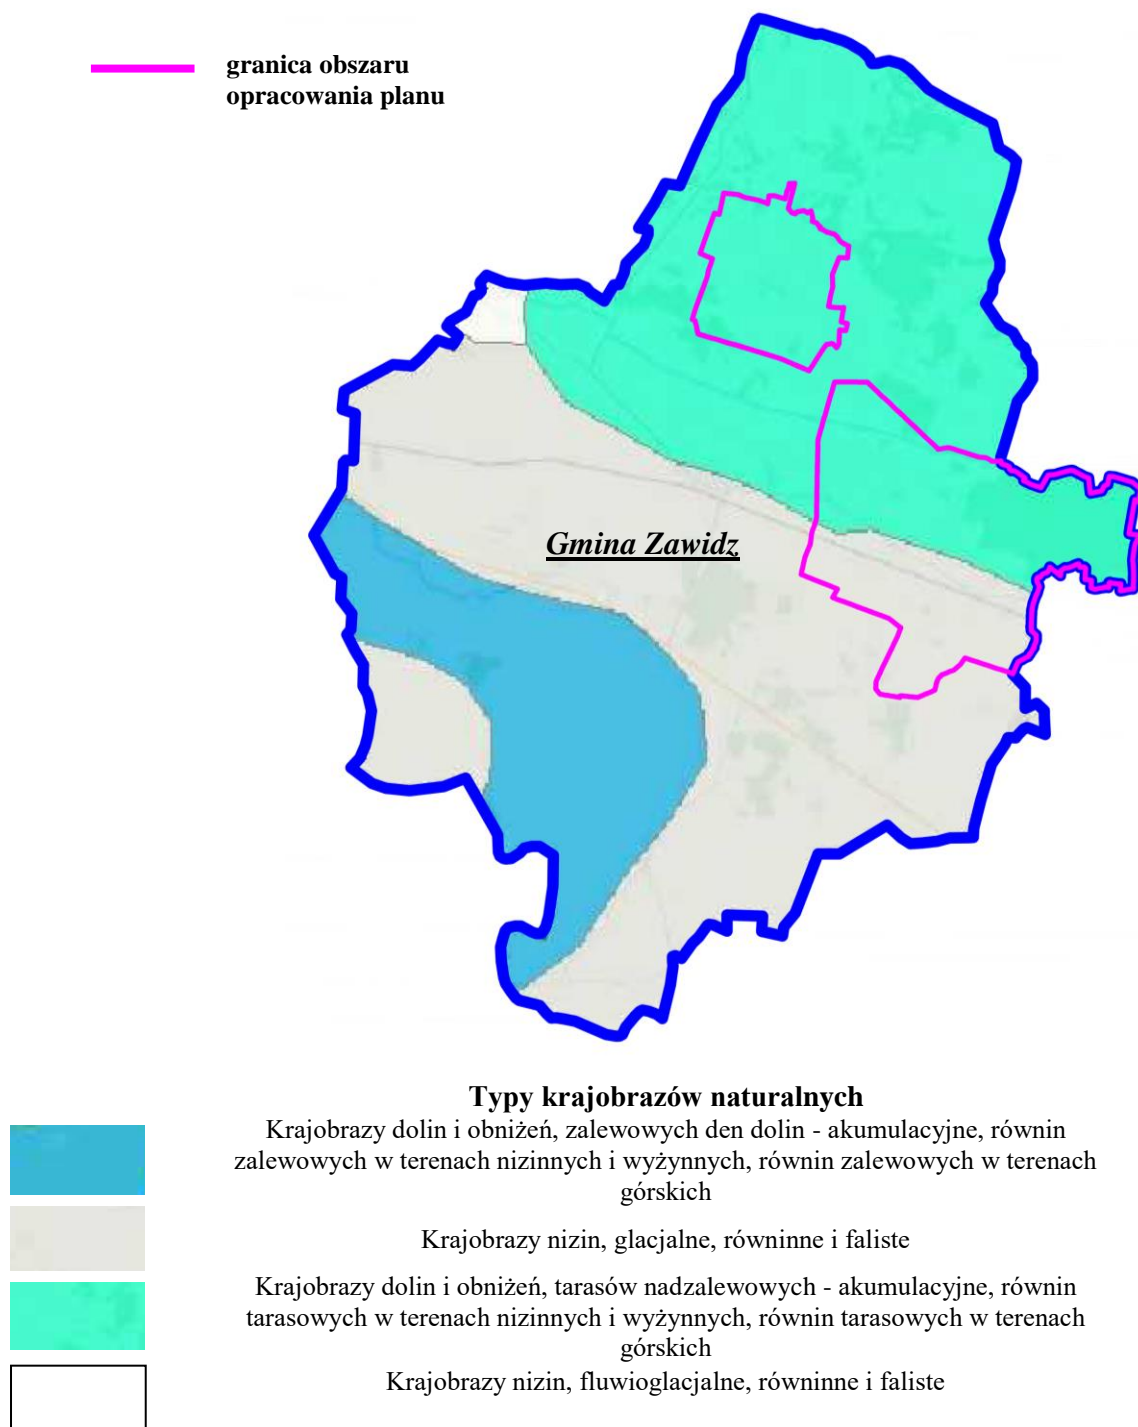 granica obszaru
opracowania planu
Gmina Zawidz
Typy krajobrazów naturalnych
Krajobrazy dolin i obniżeń, zalewowych den dolin - akumulacyjne, równin
zalewowych w terenach nizinnych i wyżynnych, równin zalewowych w terenach
górskich
Krajobrazy nizin, glacjalne, równinne i faliste
Krajobrazy dolin i obniżeń, tarasów nadzalewowych - akumulacyjne, równin
tarasowych w terenach nizinnych i wyżynnych, równin tarasowych w terenach
górskich
Krajobrazy nizin, fluwioglacjalne, równinne i faliste